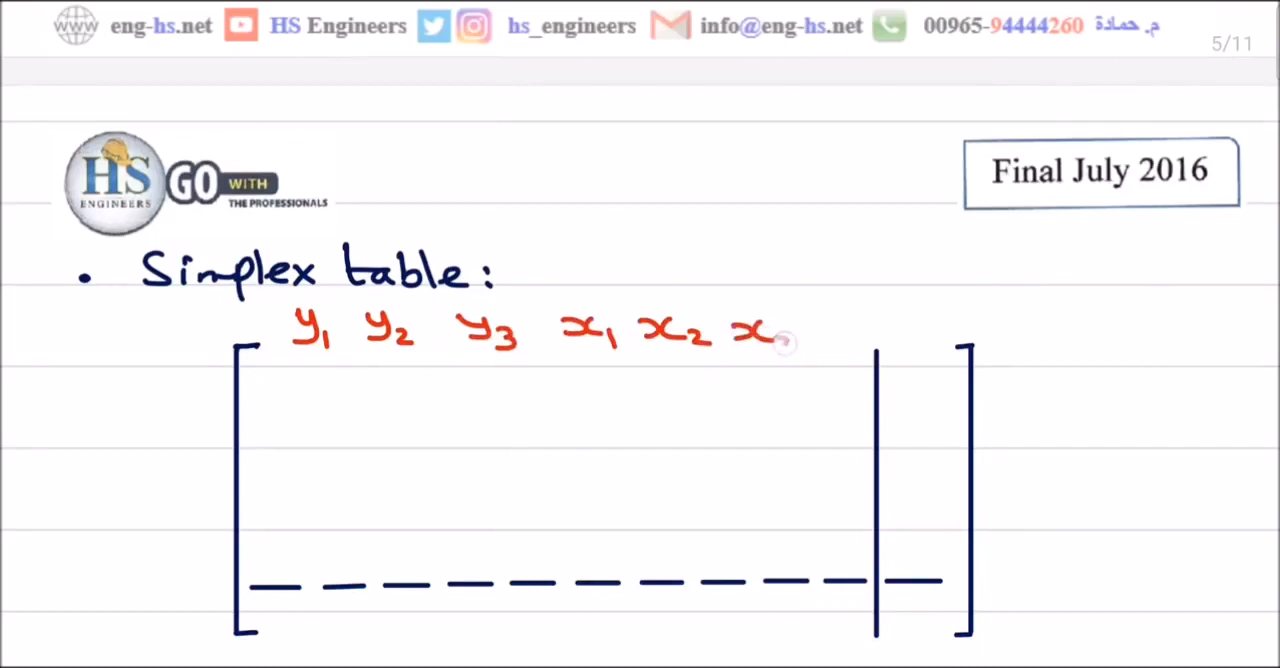 www eng-hs.net HS Engineers hs_engineers info@eng-hs.net 00965-94444260 م. حمادة
5/11
HS ENGINEERS GO WITH THE PROFESSIONALS
Final July 2016
• Simplex table:
y1 y2 y3 x1 x2 x